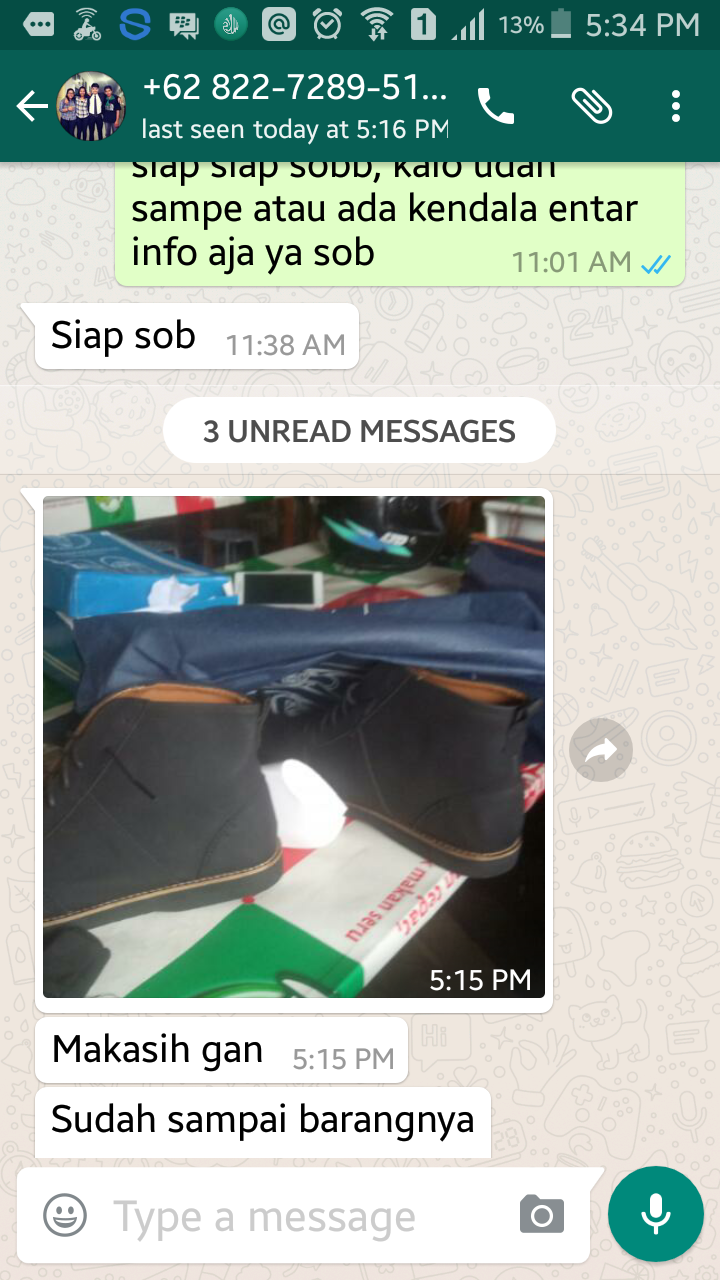 13% 5:34 PM
+62 822-7289-51...
last seen today at 5:16 PM
siap siap sobb, kalo udah
sampe atau ada kendala entar
info aja ya sob
11:01 AM
Siap sob 11:38 AM
3 UNREAD MESSAGES
makan seru
5:15 PM
Makasih gan 5:15 PM
Sudah sampai barangnya
Type a message